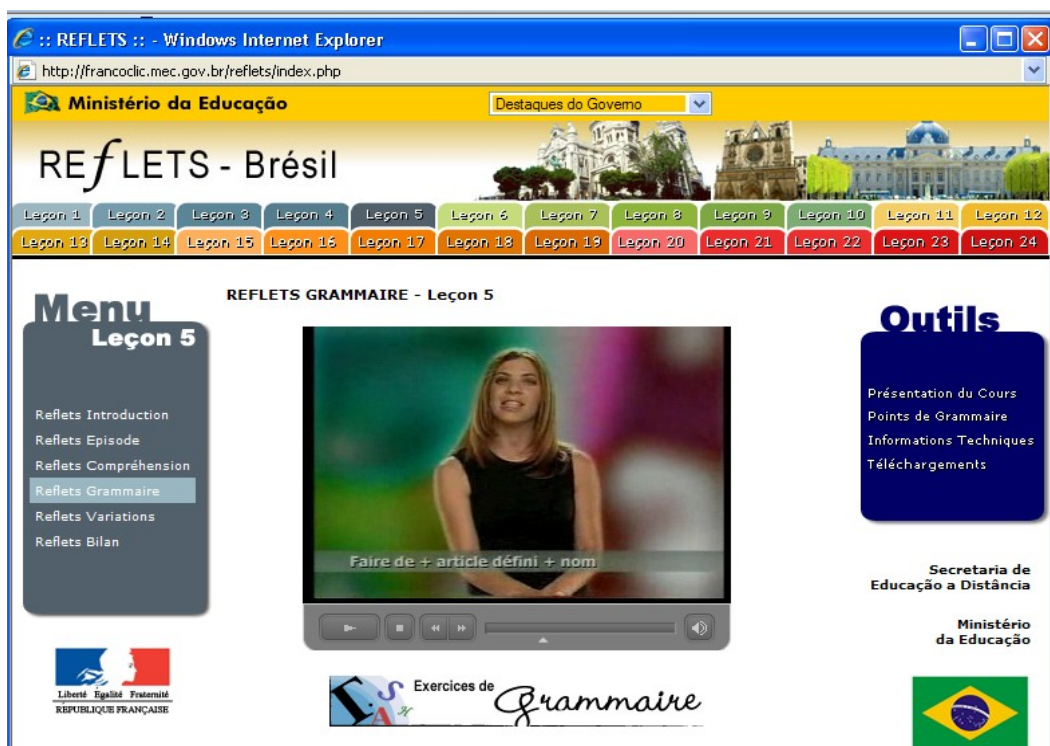 :: REFLETS :: - Windows Internet Explorer
http://francoclic.mec.gov.br/reflets/index.php
Ministério da Educação
Destaques do Governo
REfLETS - Brésil
Leçon 1 Leçon 2 Leçon 3 Leçon 4 Leçon 5 Leçon 6 Leçon 7 Leçon 8 Leçon 9 Leçon 10 Leçon 11 Leçon 12
Leçon 13 Leçon 14 Leçon 15 Leçon 16 Leçon 17 Leçon 18 Leçon 19 Leçon 20 Leçon 21 Leçon 22 Leçon 23 Leçon 24
Menu
Leçon 5
Reflets Introduction
Reflets Episode
Reflets Compréhension
Reflets Grammaire
Reflets Variations
Reflets Bilan
Liberté Égalité Fraternité
RÉPUBLIQUE FRANÇAISE
REFLETS GRAMMAIRE - Leçon 5
Faire de + article défini + nom
Exercices de
Grammaire
Outils
Présentation du Cours
Points de Grammaire
Informations Techniques
Téléchargements
Secretaria de
Educação a Distância
Ministério
da Educação